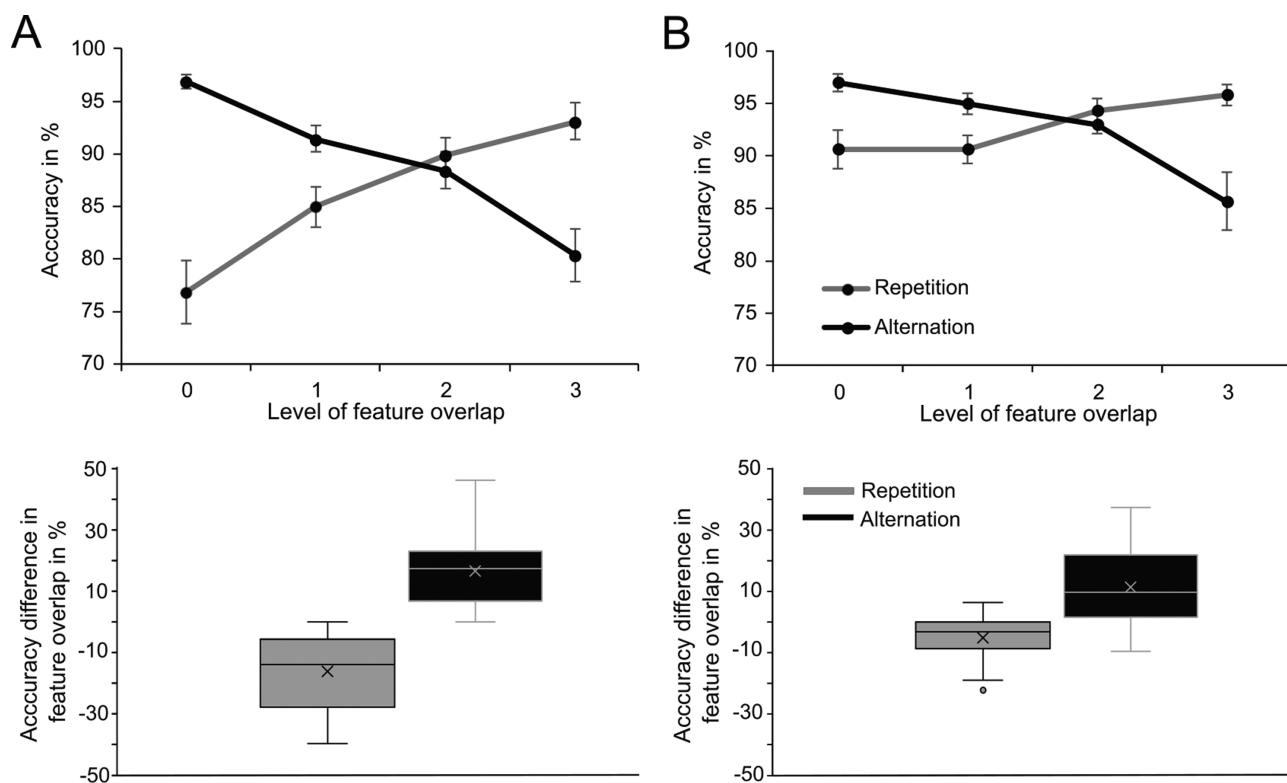 A
Acccuracy in %
100
95
90
85
80
75
70
0 1 2 3
Level of feature overlap
B
Accuracy in %
100
95
90
85
80
75
70
Repetition
Alternation
0 1 2 3
Level of feature overlap
Acccuracy difference in
feature overlap in %
50
30
10
-10
-30
-50
Accuracy difference in
feature overlap in %
50
30
10
-10
-30
-50
Repetition
Alternation